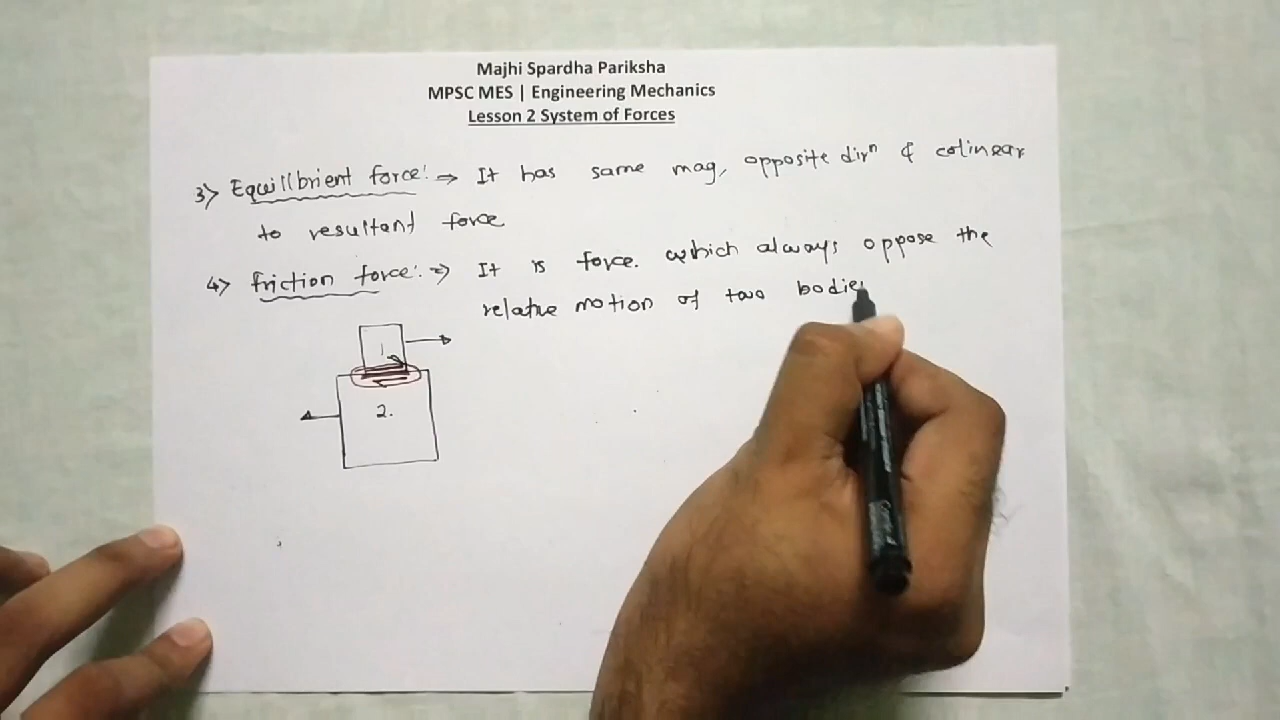 Majhi Spardha Pariksha
MPSC MES | Engineering Mechanics
Lesson 2 System of Forces
3) Equillbrient force :→ It has same mag, opposite dirⁿ & colinear
to resultant force
4) friction force :⇒ It is force. which always oppose the
relative motion of two bodies
1
2.